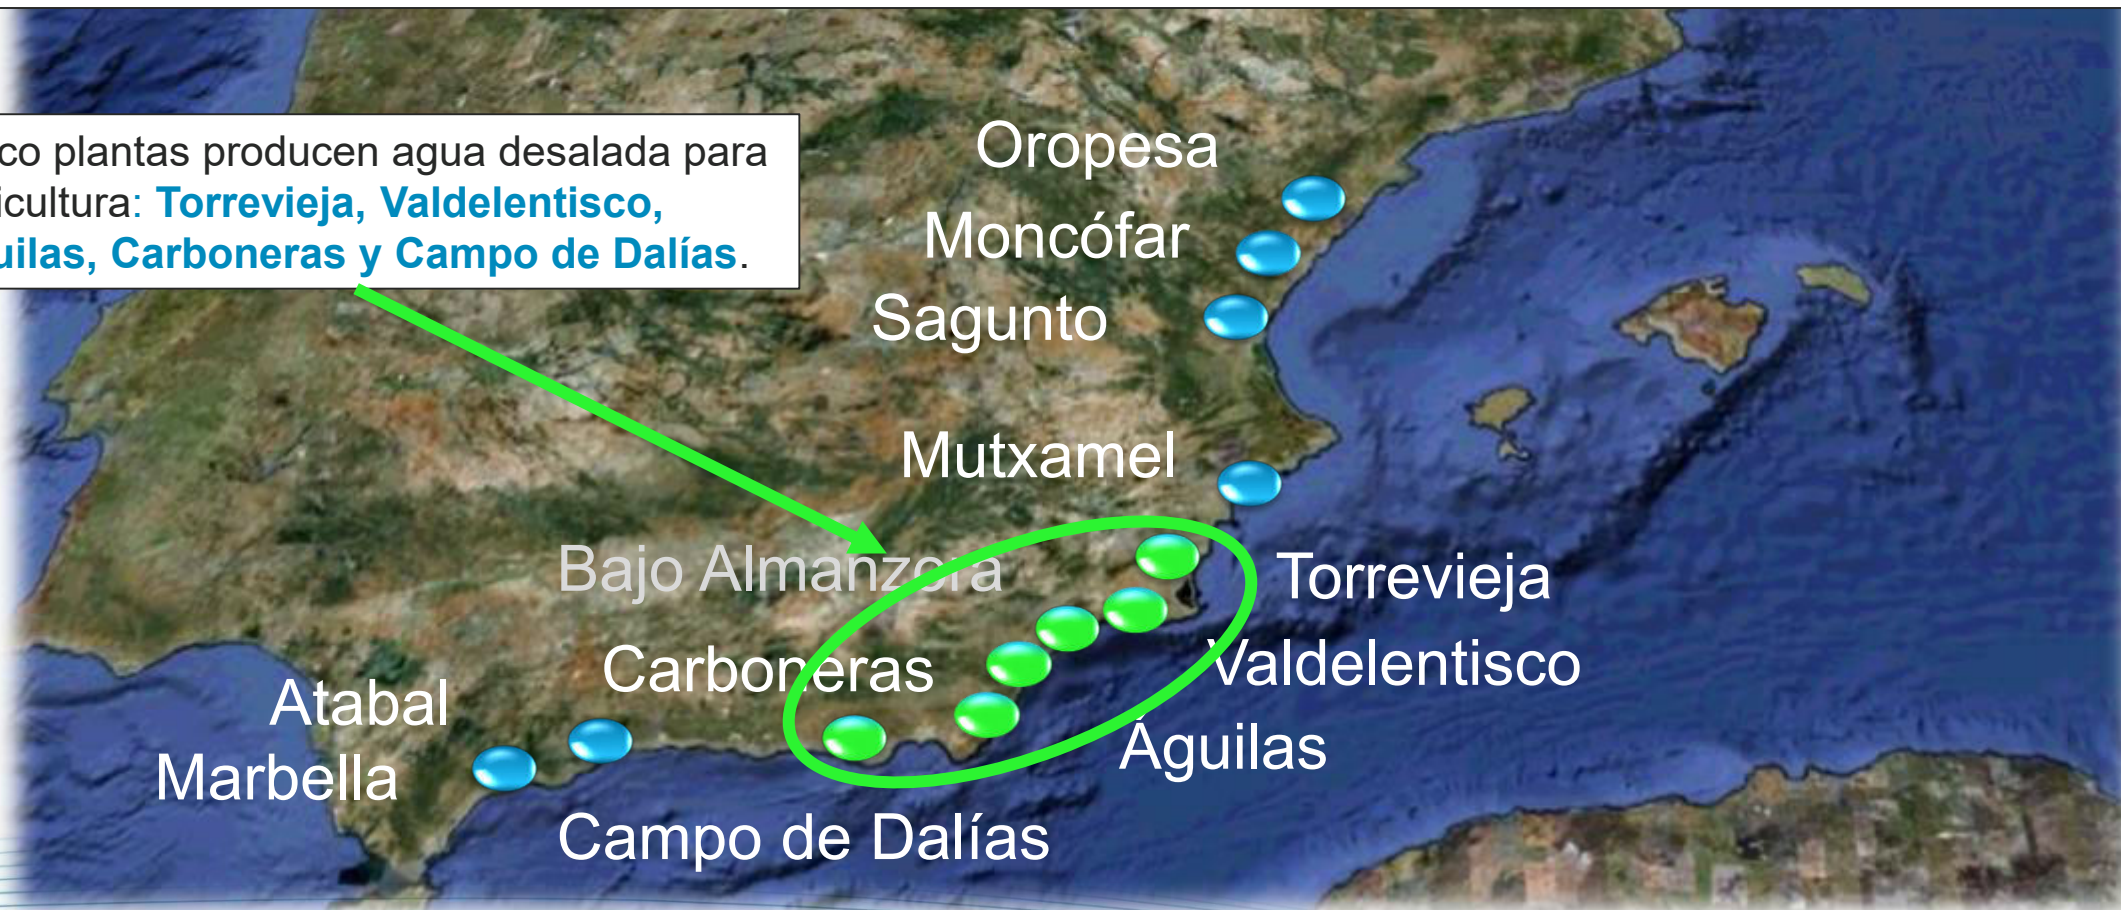 co plantas producen agua desalada para
icultura: Torrevieja, Valdelentisco,
uilas, Carboneras y Campo de Dalías.
Oropesa
Moncófar
Sagunto
Mutxamel
Bajo Almanzora
Torrevieja
Carboneras
Valdelentisco
Atabal
Águilas
Marbella
Campo de Dalías